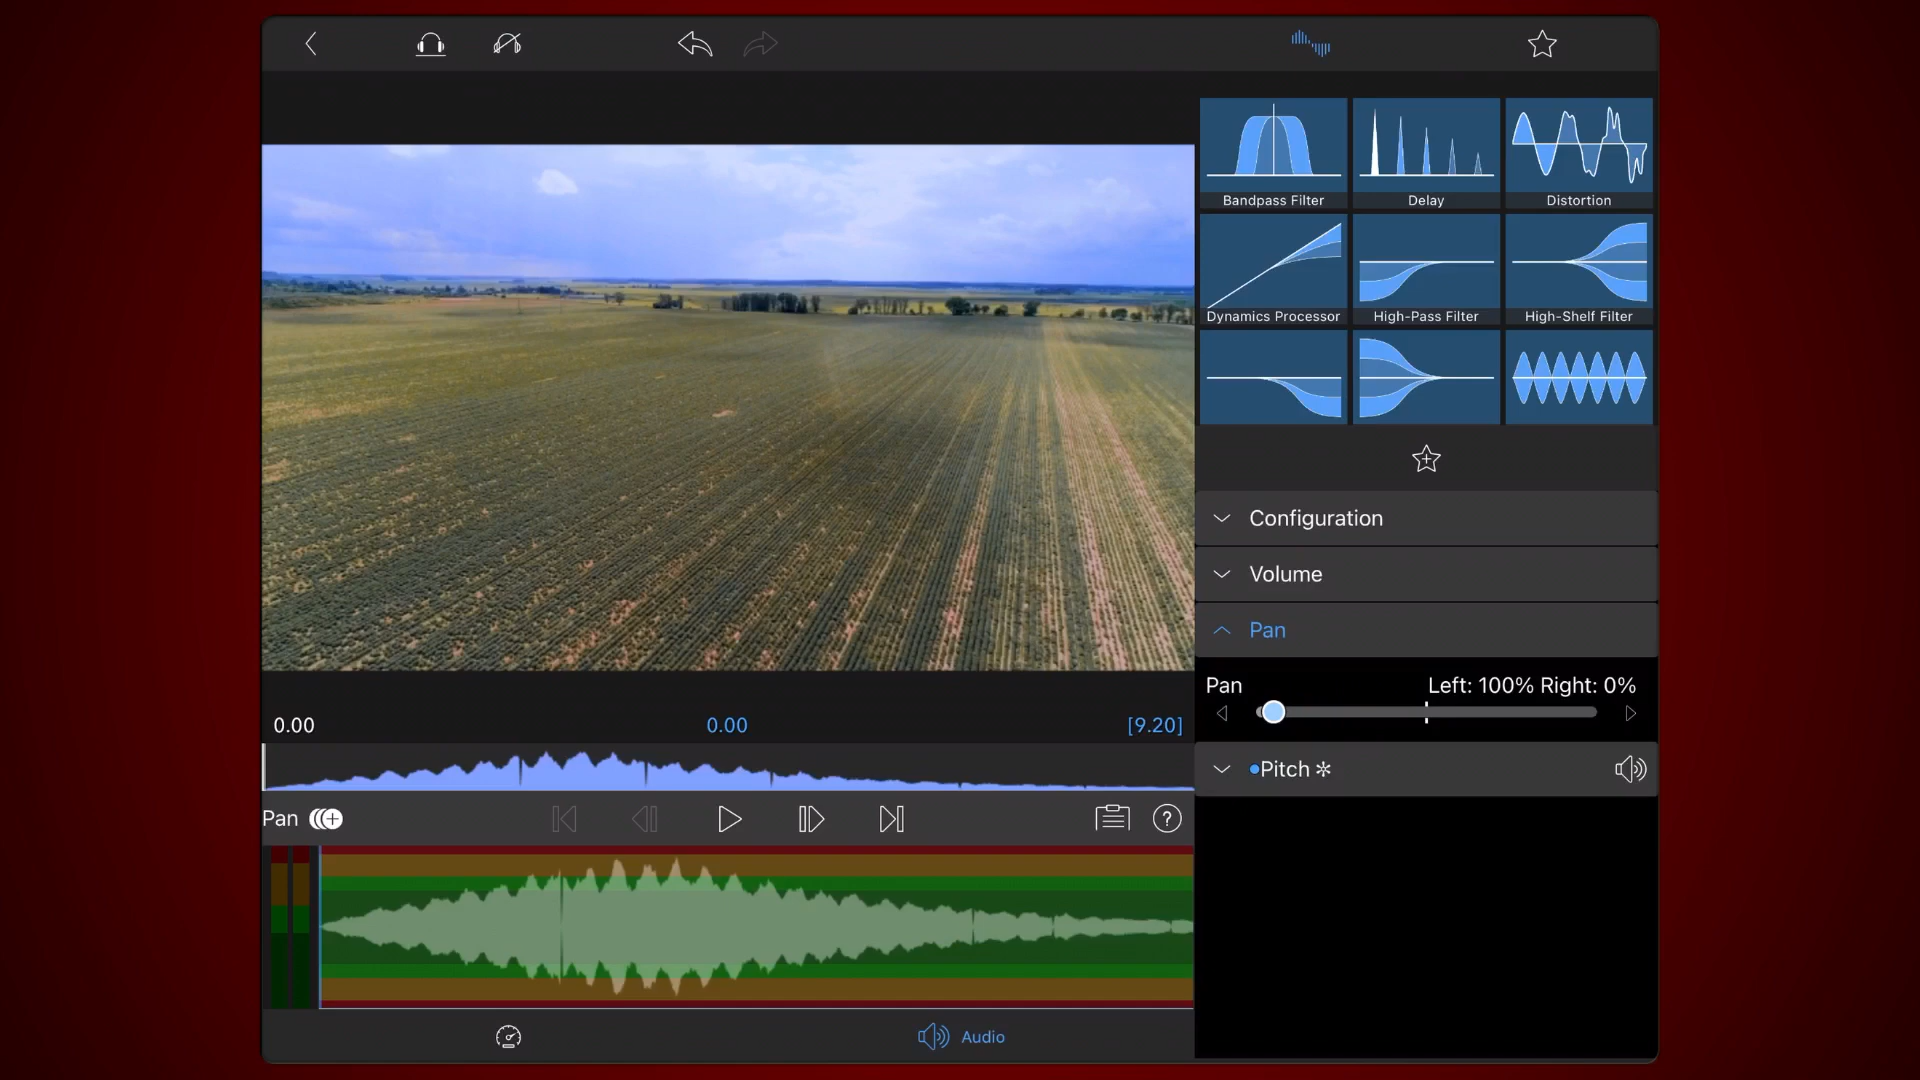 Bandpass Filter
Delay
Distortion
Dynamics Processor
High-Pass Filter
High-Shelf Filter
Configuration
Volume
Pan
Pan
Left: 100% Right: 0%
0.00
0.00
[9.20]
Pitch ✻
Pan
?
Audio